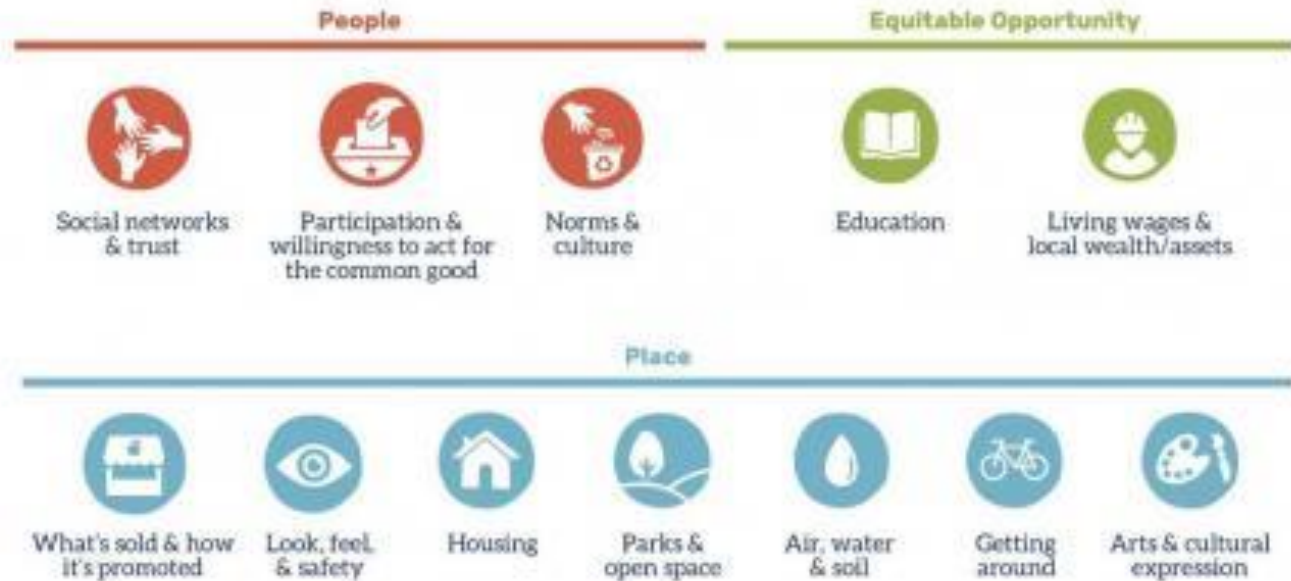 People
Equitable Opportunity
Social networks
& trust
Participation &
willingness to act for
the common good
Norms &
culture
Education
Living wages &
local wealth/assets
Place
What's sold & how
it's promoted
Look, feel,
& safety
Housing
Parks &
open space
Air, water
& soil
Getting
around
Arts & cultural
expression